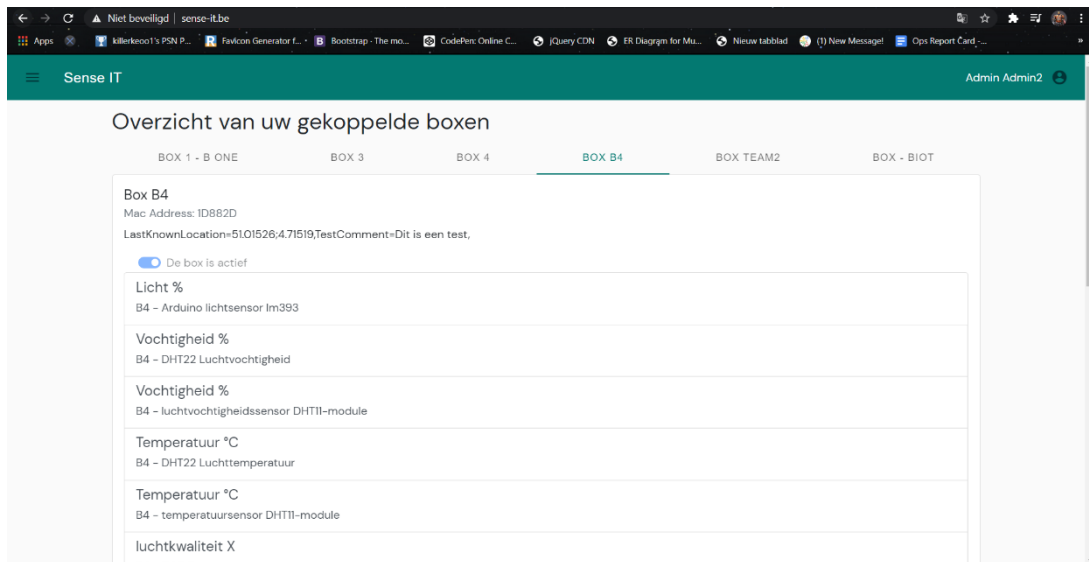 Niet beveiligd | sense-it.be
Apps killerkeoo1's PSN P... Favicon Generator f... Bootstrap · The mo... CodePen: Online C... jQuery CDN ER Diagram for Mu... Nieuw tabblad (1) New Message! Ops Report Card -... »
Sense IT Admin Admin2
Overzicht van uw gekoppelde boxen
BOX 1 - B ONE BOX 3 BOX 4 BOX B4 BOX TEAM2 BOX - BIOT
Box B4
Mac Address: 1D882D
LastKnownLocation=51.01526;4.71519,TestComment=Dit is een test,
De box is actief
Licht %
B4 - Arduino lichtsensor lm393
Vochtigheid %
B4 - DHT22 Luchtvochtigheid
Vochtigheid %
B4 - luchtvochtigheidssensor DHT11-module
Temperatuur °C
B4 - DHT22 Luchttemperatuur
Temperatuur °C
B4 - temperatuursensor DHT11-module
luchtkwaliteit X